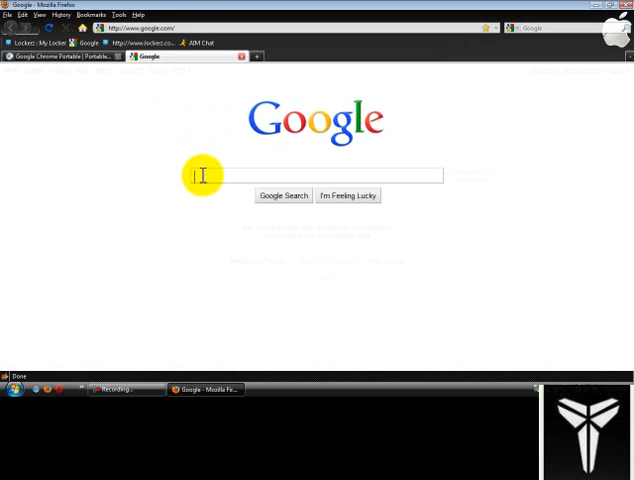 Google - Mozilla Firefox
File Edit View History Bookmarks Tools Help
http://www.google.com/
Google
Lockerz : My Locker Google http://www.lockerz.co... AIM Chat
Google Chrome Portable | Portable... Google
Google
Google Search I'm Feeling Lucky
Done
Recording... Google - Mozilla Fir...